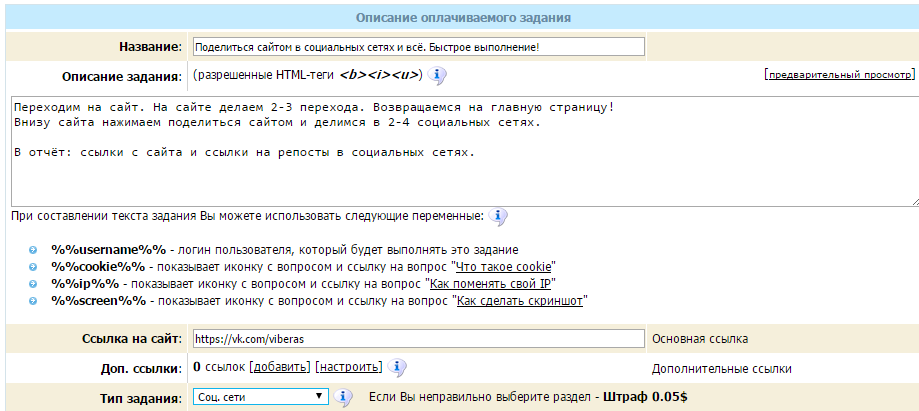 Описание оплачиваемого задания
Название: Поделиться сайтом в социальных сетях и всё. Быстрое выполнение!
Описание задания: (разрешенные HTML-теги <b><i><u>) [предварительный просмотр]
Переходим на сайт. На сайте делаем 2-3 перехода. Возвращаемся на главную страницу!
Внизу сайта нажимаем поделиться сайтом и делимся в 2-4 социальных сетях.
В отчёт: ссылки с сайта и ссылки на репосты в социальных сетях.
При составлении текста задания Вы можете использовать следующие переменные:
%%username%% - логин пользователя, который будет выполнять это задание
%%cookie%% - показывает иконку с вопросом и ссылку на вопрос "Что такое cookie"
%%ip%% - показывает иконку с вопросом и ссылку на вопрос "Как поменять свой IP"
%%screen%% - показывает иконку с вопросом и ссылку на вопрос "Как сделать скриншот"
Ссылка на сайт: https://vk.com/viberas Основная ссылка
Доп. ссылки: 0 ссылок [добавить] [настроить] Дополнительные ссылки
Тип задания: Соц. сети Если Вы неправильно выберите раздел - Штраф 0.05$